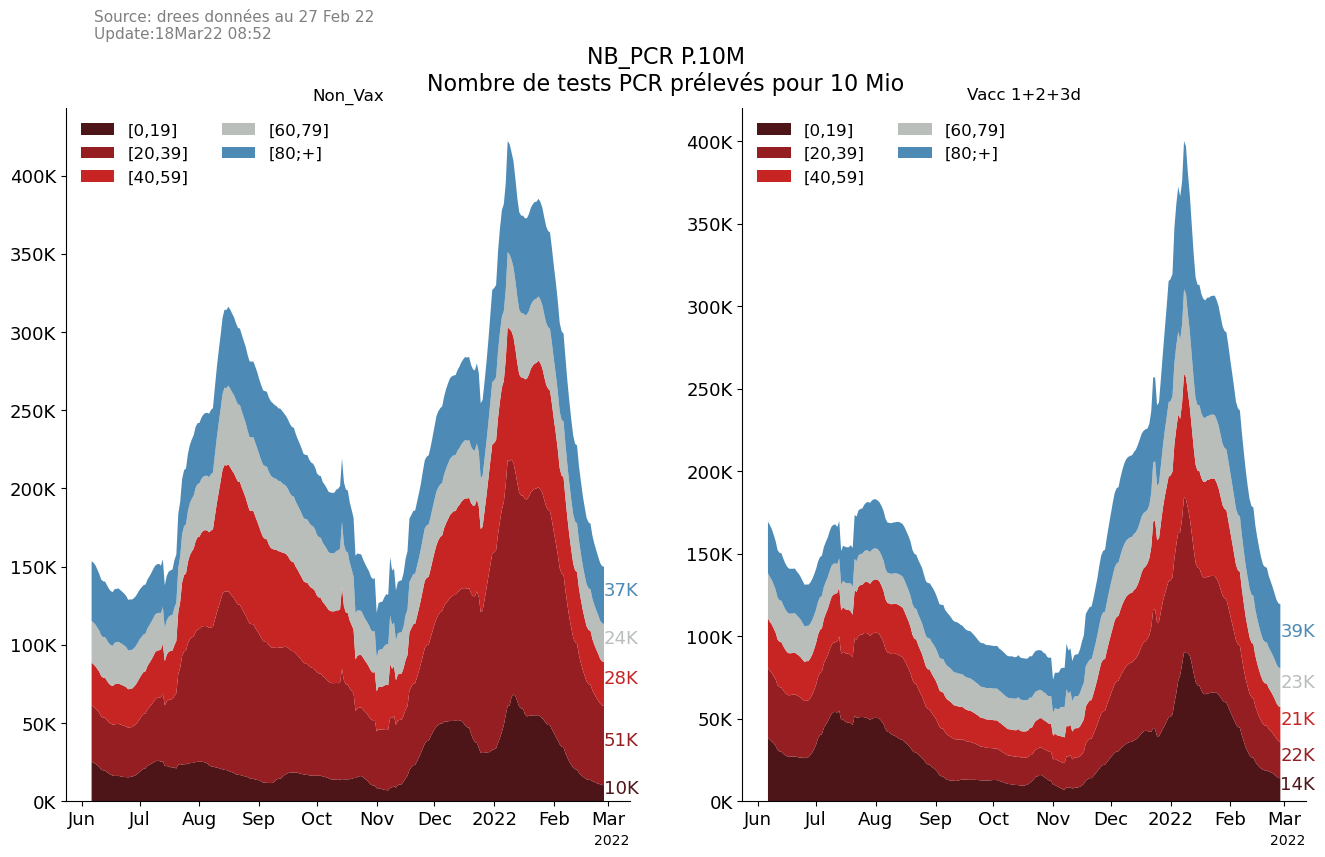 Source: drees données au 27 Feb 22
Update:18Mar22 08:52
NB_PCR P.10M
Nombre de tests PCR prélevés pour 10 Mio
Non_Vax
[0,19]
[20,39]
[40,59]
[60,79]
[80;+]
400K
350K
300K
250K
200K
150K
100K
50K
0K
37K
24K
28K
51K
10K
Jun Jul Aug Sep Oct Nov Dec 2022 Feb Mar
2022
Vacc 1+2+3d
[0,19]
[20,39]
[40,59]
[60,79]
[80;+]
400K
350K
300K
250K
200K
150K
100K
50K
0K
39K
23K
21K
22K
14K
Jun Jul Aug Sep Oct Nov Dec 2022 Feb Mar
2022